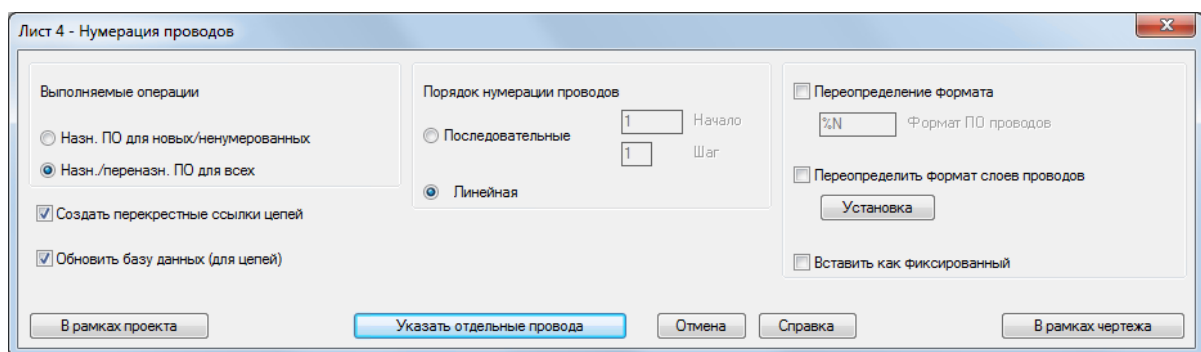 Лист 4 - Нумерация проводов
Выполняемые операции
Назн. ПО для новых/ненумерованных
Назн./переназн. ПО для всех
Создать перекрестные ссылки цепей
Обновить базу данных (для цепей)
Порядок нумерации проводов
Последовательные
1 Начало
1 Шаг
Линейная
Переопределение формата
%N Формат ПО проводов
Переопределить формат слоев проводов
Установка
Вставить как фиксированный
В рамках проекта Указать отдельные провода Отмена Справка В рамках чертежа